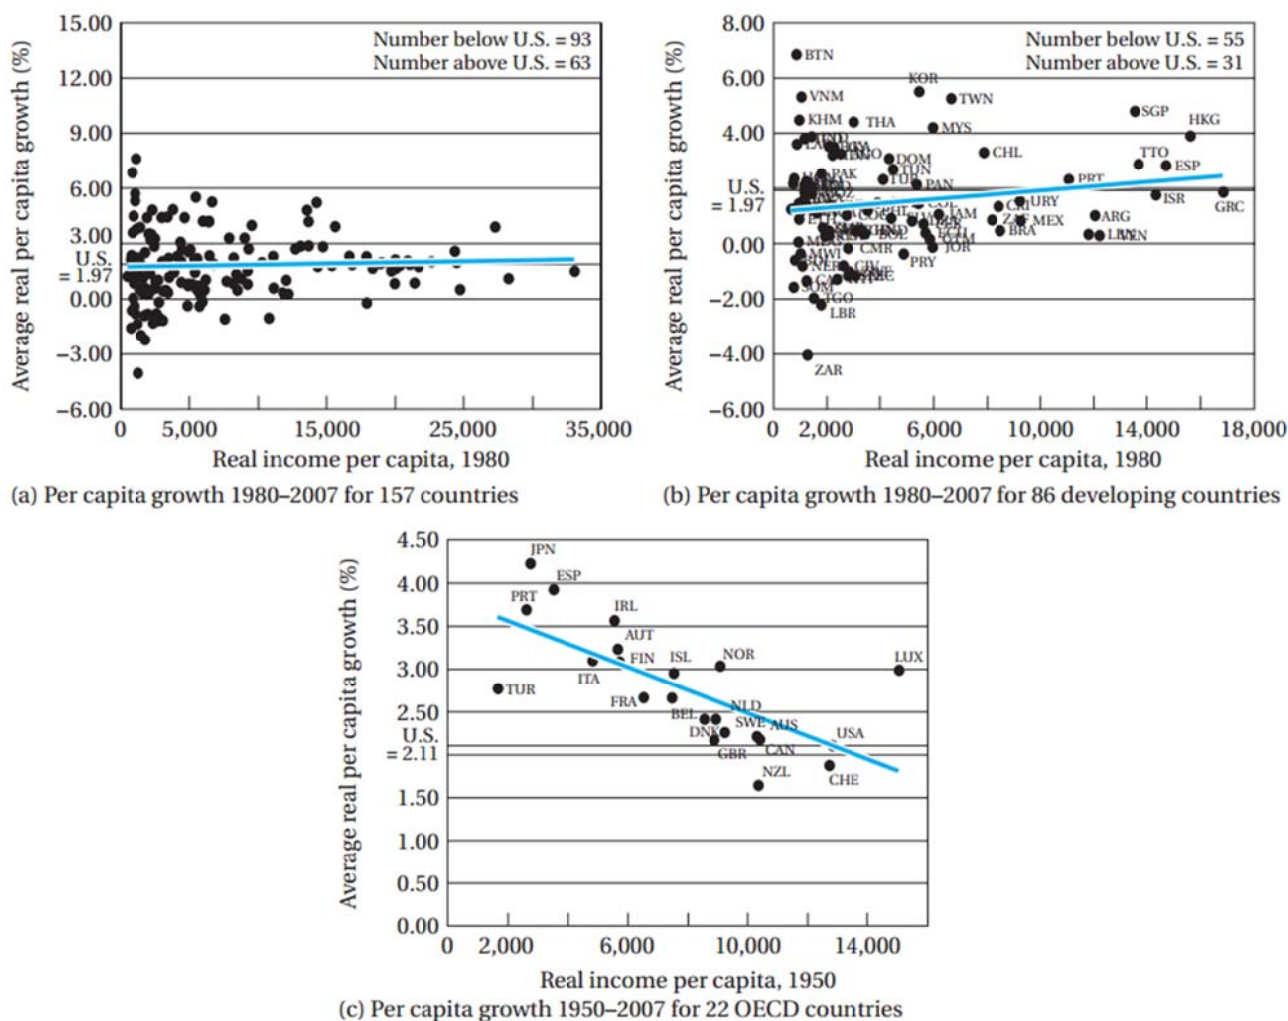 Average real per capita growth (%)
15.00
12.00
9.00
6.00
3.00
U.S.
= 1.97
0.00
−3.00
−6.00
Number below U.S. = 93
Number above U.S. = 63
0 5,000 15,000 25,000 35,000
Real income per capita, 1980
(a) Per capita growth 1980–2007 for 157 countries
Average real per capita growth (%)
8.00
6.00
4.00
U.S.
= 1.97
0.00
−2.00
−4.00
−6.00
Number below U.S. = 55
Number above U.S. = 31
BTN
KOR
VNM
TWN
SGP
KHM
THA
MYS
HKG
CHL
DOM
TUN
TTO
ESP
PAK
TUR
PAN
PRT
ISR
GRC
URY
JAM
ZAF
MEX
ARG
BRA
BOL
JOR
CMR
PRY
MWI
NER
SOM
TGO
LBR
ZAR
0 2,000 6,000 10,000 14,000 18,000
Real income per capita, 1980
(b) Per capita growth 1980–2007 for 86 developing countries
Average real per capita growth (%)
4.50
4.00
3.50
3.00
2.50
U.S.
= 2.11
1.50
1.00
0.50
0.00
JPN
ESP
PRT
IRL
AUT
FIN
ISL
NOR
LUX
ITA
TUR
FRA
BEL
NLD
SWE
AUS
USA
DNK
GBR
CAN
NZL
CHE
0 2,000 6,000 10,000 14,000
Real income per capita, 1950
(c) Per capita growth 1950–2007 for 22 OECD countries